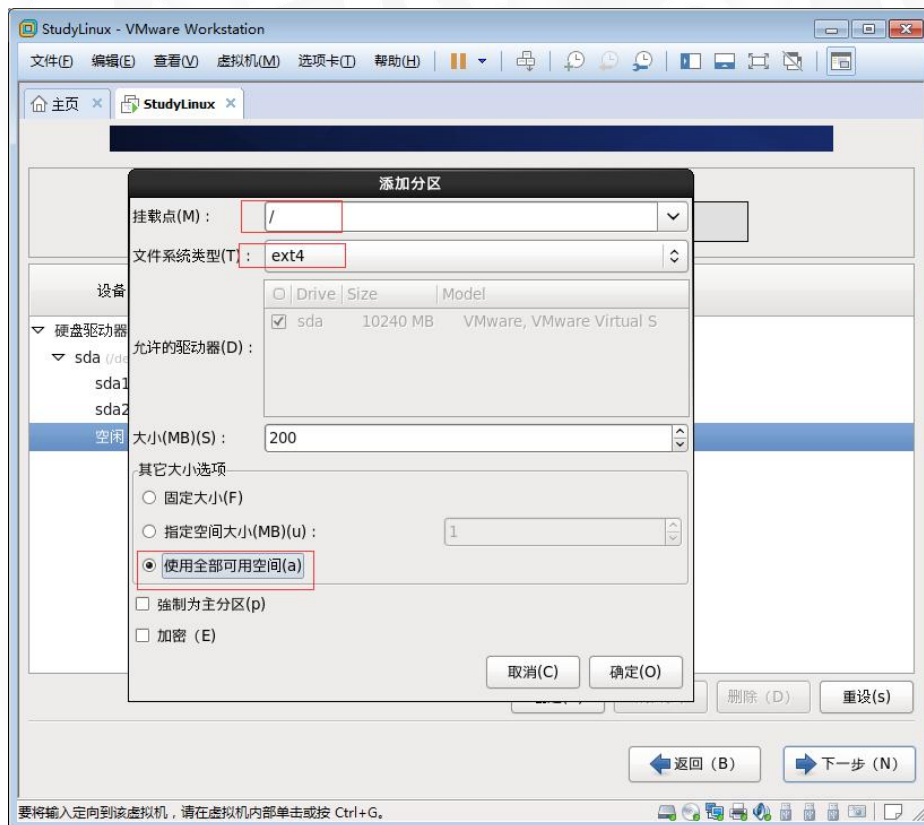 StudyLinux - VMware Workstation
文件(F) 编辑(E) 查看(V) 虚拟机(M) 选项卡(T) 帮助(H)
主页 StudyLinux
添加分区
挂载点(M)： /
文件系统类型(T)： ext4
设备
Drive Size Model
硬盘驱动器
sda 10240 MB VMware, VMware Virtual S
允许的驱动器(D)：
sda (/de
sda1
sda2
空闲
大小(MB)(S)： 200
其它大小选项
固定大小(F)
指定空间大小(MB)(u)： 1
使用全部可用空间(a)
強制为主分区(p)
加密（E)
取消(C) 确定(O)
删除（D） 重设(s)
返回（B） 下一步（N）
要将输入定向到该虚拟机，请在虚拟机内部单击或按 Ctrl+G。